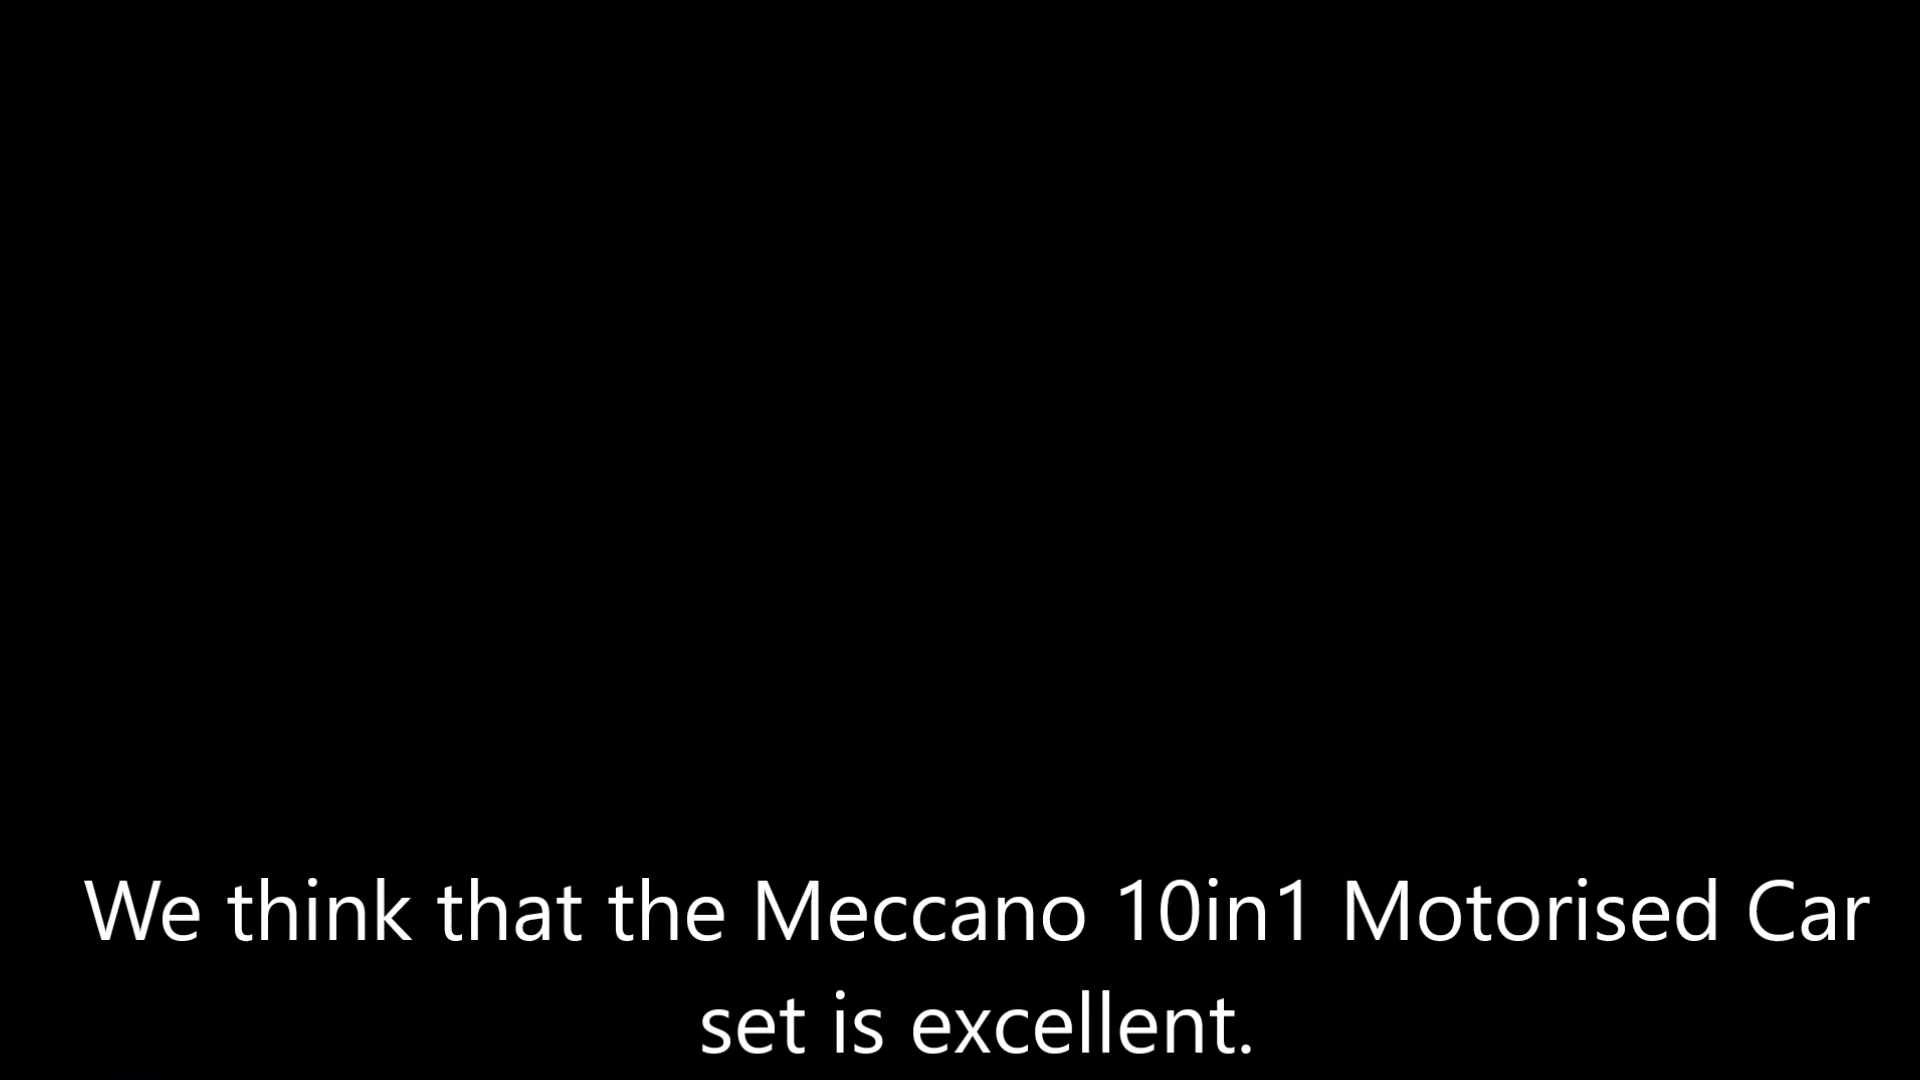 We think that the Meccano 10in1 Motorised Car
set is excellent.